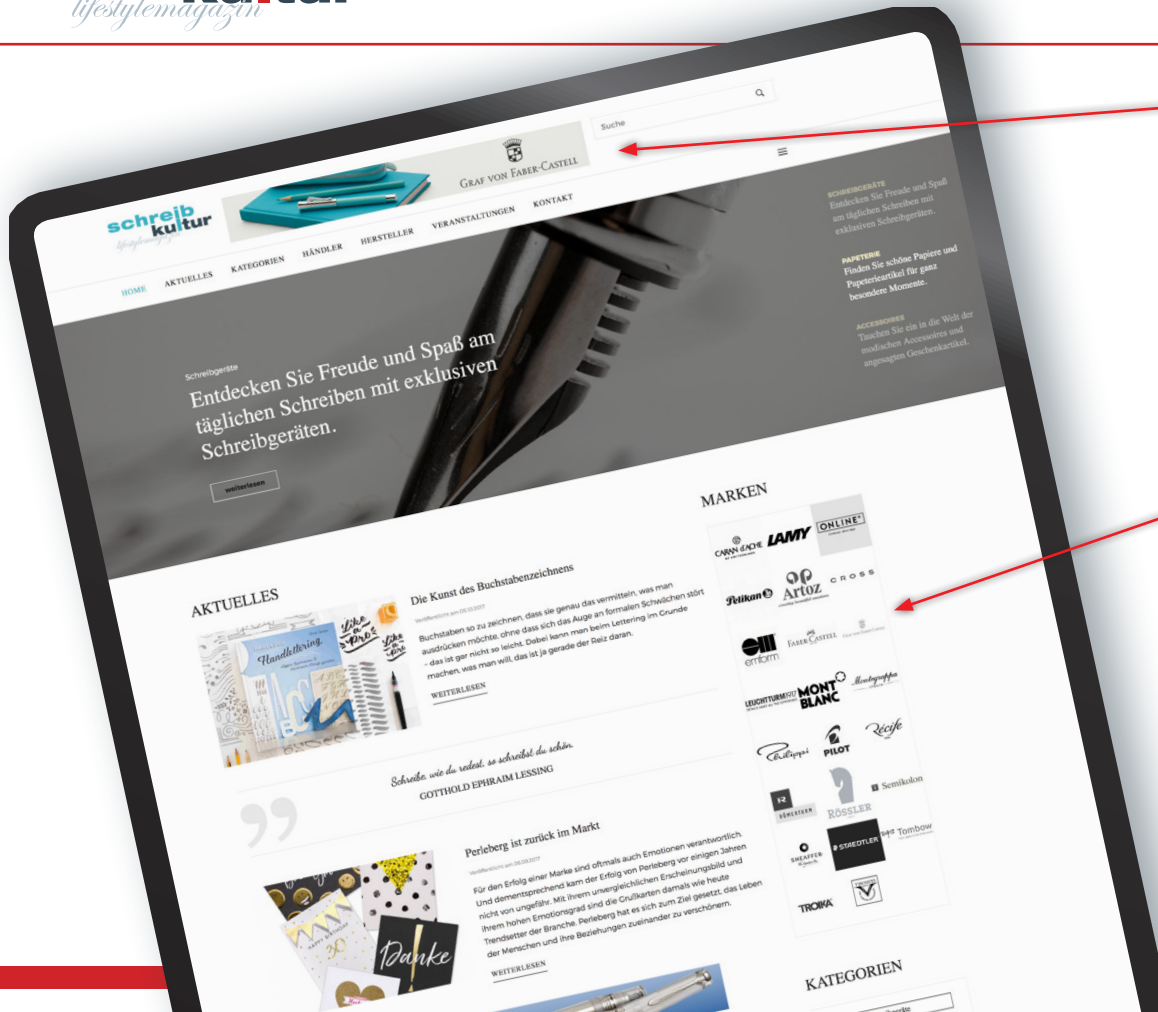 lifestylemagazin
Suche
GRAF VON FABER-CASTELL
schreib
kultur
HOME AKTUELLES KATEGORIEN HÄNDLER HERSTELLER VERANSTALTUNGEN KONTAKT
Schreibgeräte
Entdecken Sie Freude und Spaß am
täglichen Schreiben mit exklusiven
Schreibgeräten.
weiterlesen
SCHREIBGERÄTE
Entdecken Sie Freude und Spaß
am täglichen Schreiben mit
exklusiven Schreibgeräten.
PAPETERIE
Finden Sie schöne Papiere und
Papeterieartikel für ganz
besondere Momente.
ACCESSOIRES
Tauchen Sie ein in die Welt der
modischen Accessoires und
angesagten Geschenkartikel.
AKTUELLES
Handlettering
Like
a
Pro
Die Kunst des Buchstabenzeichnens
Buchstaben so zu zeichnen, dass sie genau das vermitteln, was man
ausdrücken möchte, ohne dass sich das Auge an formalen Schwächen stört
- das ist gar nicht so leicht. Dabei kann man beim Lettering im Grunde
machen, was man will, das ist ja gerade der Reiz daran.
WEITERLESEN
Schreibe, wie du redest, so schreibst du schön.
GOTTHOLD EPHRAIM LESSING
HAPPY BIRTHDAY
30
Danke
Perleberg ist zurück im Markt
Für den Erfolg einer Marke sind oftmals auch Emotionen verantwortlich.
Und dementsprechend kam der Erfolg von Perleberg vor einigen Jahren
nicht von ungefähr. Mit ihrem unvergleichlichen Erscheinungsbild und
ihrem hohen Emotionsgrad sind die Grußkarten damals wie heute
Trendsetter der Branche. Perleberg hat es sich zum Ziel gesetzt, das Leben
der Menschen und ihre Beziehungen zueinander zu verschönern.
WEITERLESEN
MARKEN
CARAN d'ACHE LAMY ONLINE
Pelikan Artoz CROSS
emform FABER-CASTELL
LEUCHTTURM1917 MONT BLANC Montegrappa
Philippi PILOT Récife
RÖSSLER Semikolon
SHEAFFER STAEDTLER Tombow
TROIKA
KATEGORIEN